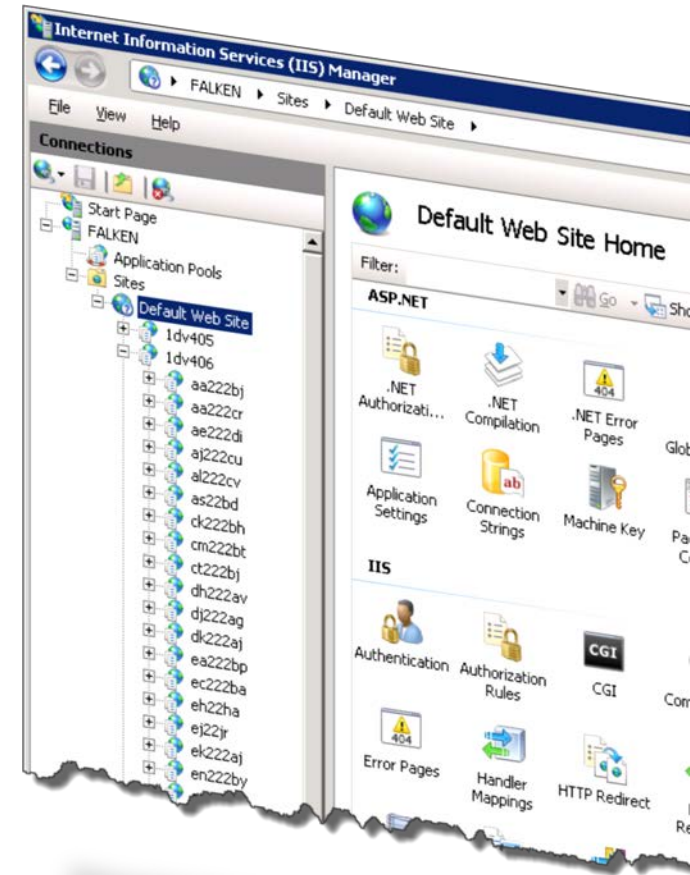 Internet Information Services (IIS) Manager
FALKEN Sites Default Web Site
File View Help
Connections
Start Page
FALKEN
Application Pools
Sites
Default Web Site
1dv405
1dv406
aa222bj
aa222cr
ae222di
aj222cu
al222cv
as22bd
ck222bh
cm222bt
ct222bj
dh222av
dj222ag
dk222aj
ea222bp
ec222ba
eh22ha
ej22jr
ek222aj
en222by
Default Web Site Home
Filter:
Go
ASP.NET
.NET
Authorizati...
.NET
Compilation
404
.NET Error
Pages
Application
Settings
ab
Connection
Strings
Machine Key
IIS
Authentication
Authorization
Rules
CGI
CGI
404
Error Pages
Handler
Mappings
HTTP Redirect